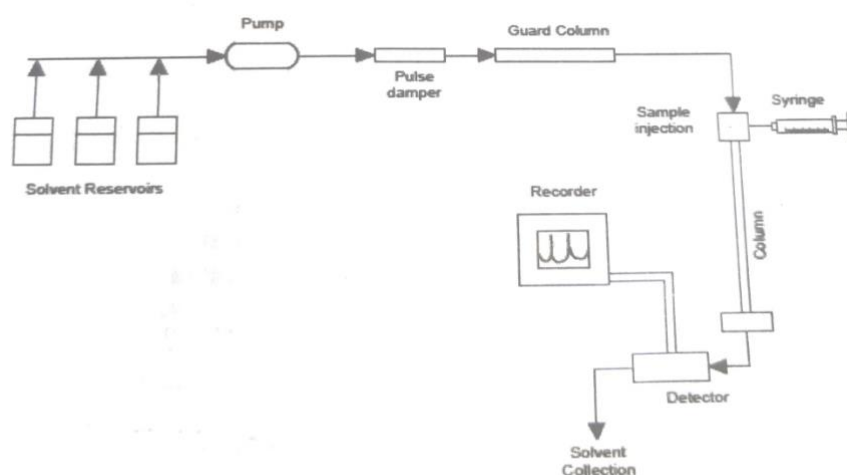 Pump
Guard Column
Pulse
damper
Sample
injection
Syringe
Solvent Reservoirs
Recorder
Column
Detector
Solvent
Collection